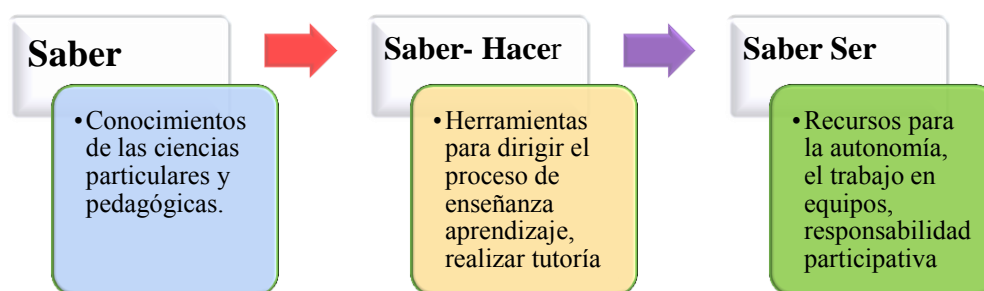 Saber
•Conocimientos
de las ciencias
particulares y
pedagógicas.
Saber- Hacer
•Herramientas
para dirigir el
proceso de
enseñanza
aprendizaje,
realizar tutoría
Saber Ser
•Recursos para
la autonomía,
el trabajo en
equipos,
responsabilidad
participativa